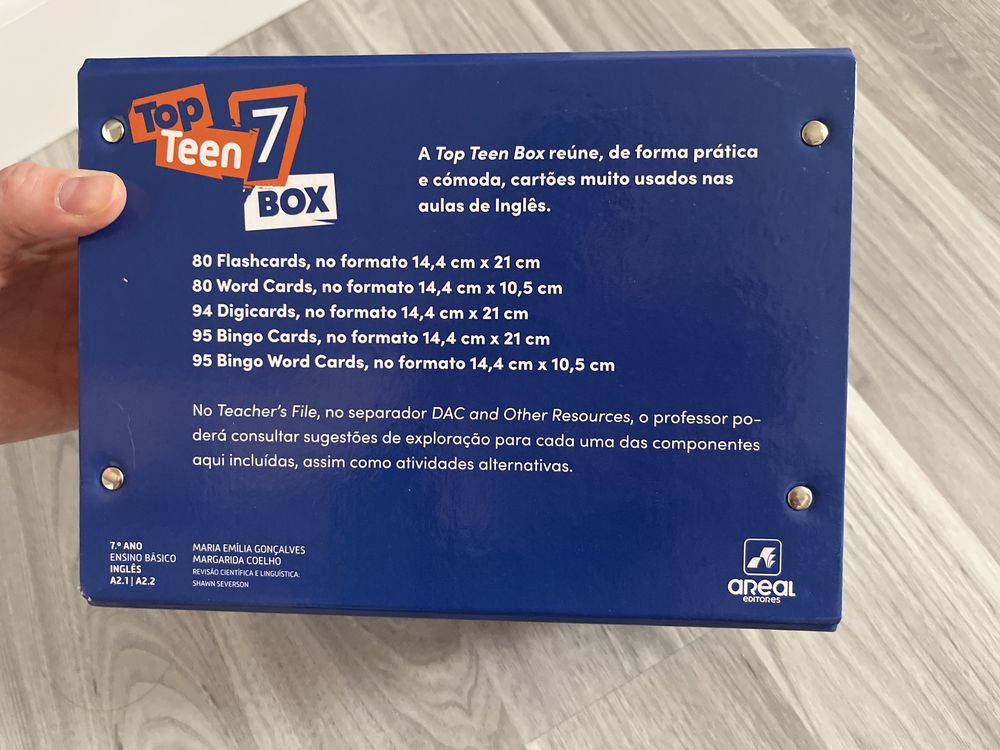 Top
Teen 7
BOX
A Top Teen Box reúne, de forma prática
e cómoda, cartões muito usados nas
aulas de Inglês.
80 Flashcards, no formato 14,4 cm x 21 cm
80 Word Cards, no formato 14,4 cm x 10,5 cm
94 Digicards, no formato 14,4 cm x 21 cm
95 Bingo Cards, no formato 14,4 cm x 21 cm
95 Bingo Word Cards, no formato 14,4 cm x 10,5 cm
No Teacher's File, no separador DAC and Other Resources, o professor po-
derá consultar sugestões de exploração para cada uma das componentes
aqui incluídas, assim como atividades alternativas.
7.º ANO
ENSINO BÁSICO
INGLÊS
A2.1 | A2.2
MARIA EMÍLIA GONÇALVES
MARGARIDA COELHO
REVISÃO CIENTÍFICA E LINGUÍSTICA:
SHAWN SEVERSON
AREAL
EDITORES